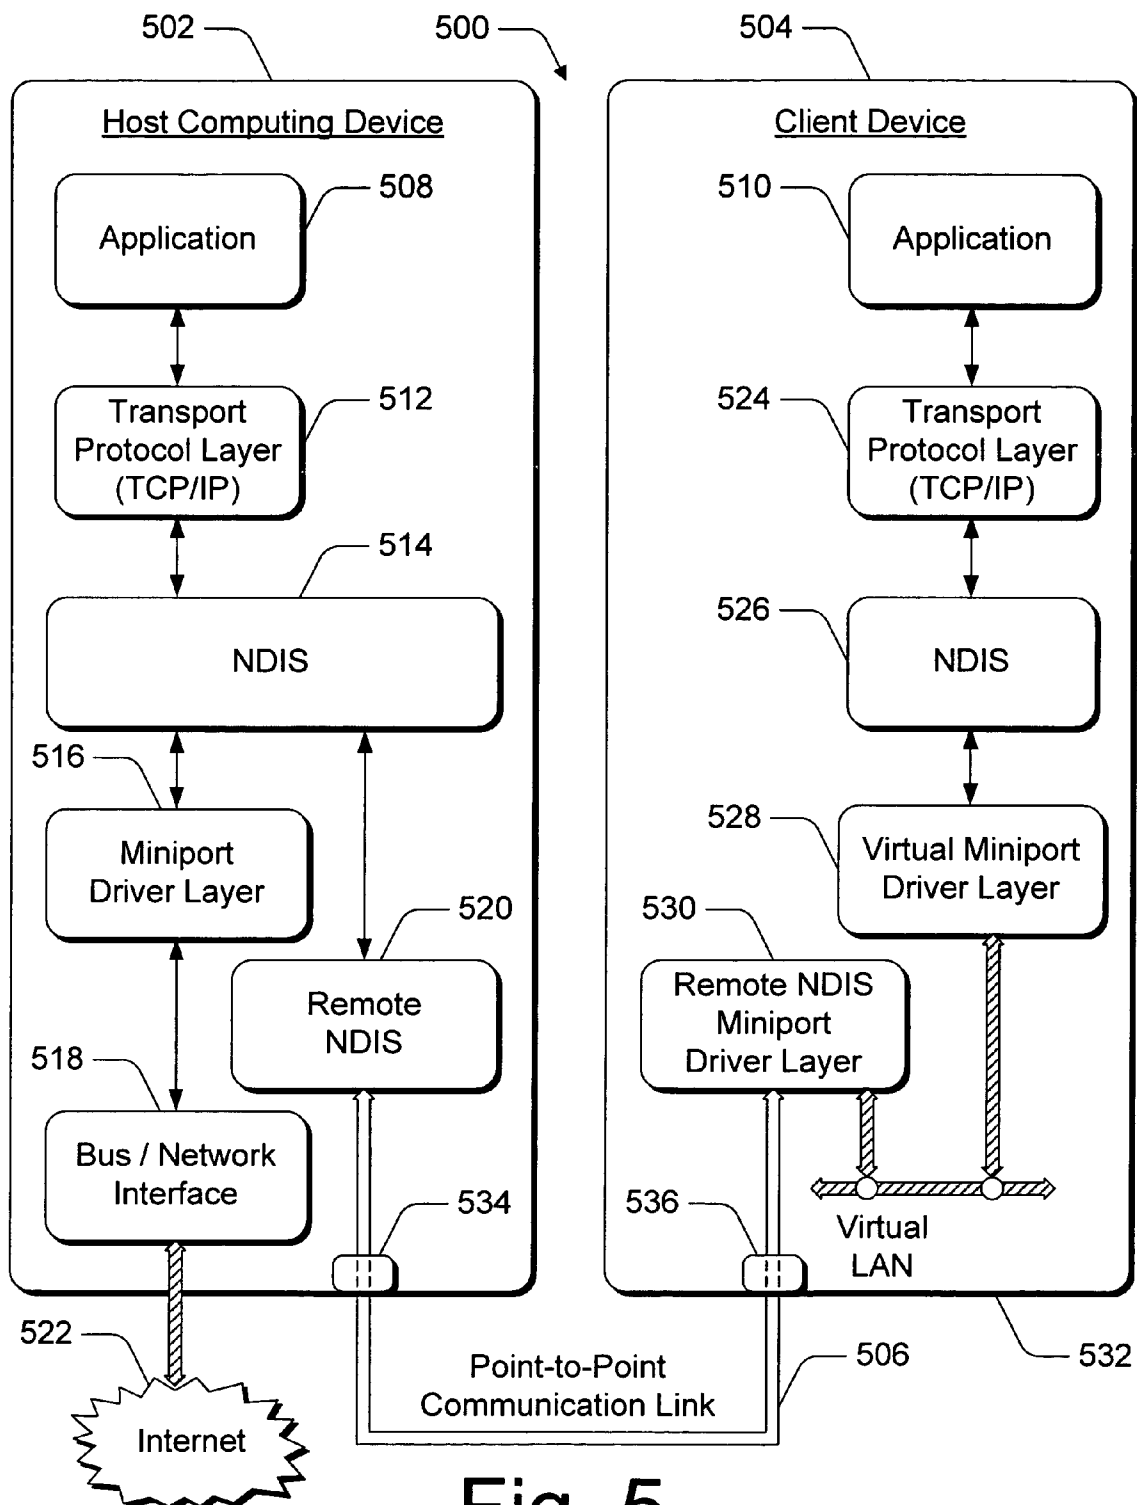 502
500
504
Host Computing Device
Client Device
508
510
Application
Application
512
524
Transport
Protocol Layer
(TCP/IP)
Transport
Protocol Layer
(TCP/IP)
514
526
NDIS
NDIS
516
528
Miniport
Driver Layer
Virtual Miniport
Driver Layer
520
530
Remote
NDIS
Remote NDIS
Miniport
Driver Layer
518
Bus / Network
Interface
534
536
Virtual
LAN
522
532
506
Point-to-Point
Communication Link
Internet
Fig. 5